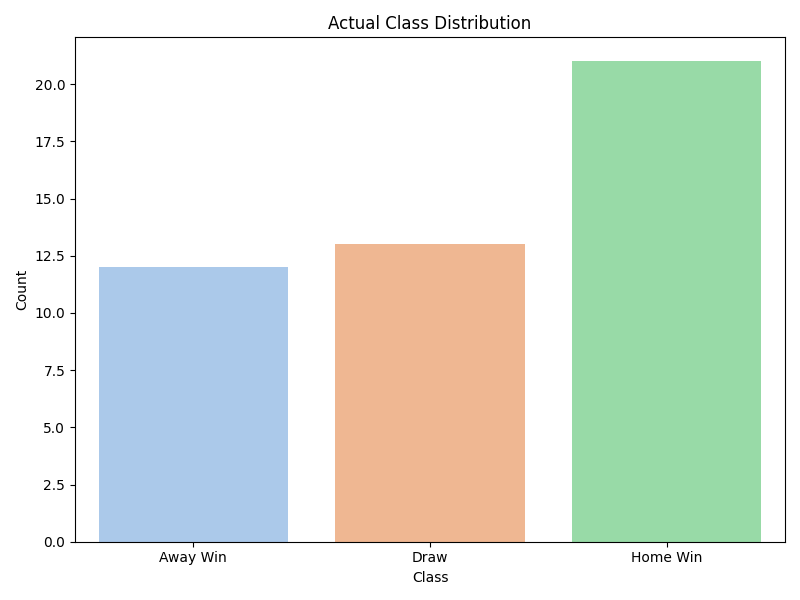 Actual Class Distribution
Count
20.0
17.5
15.0
12.5
10.0
7.5
5.0
2.5
0.0
Away Win
Draw
Home Win
Class